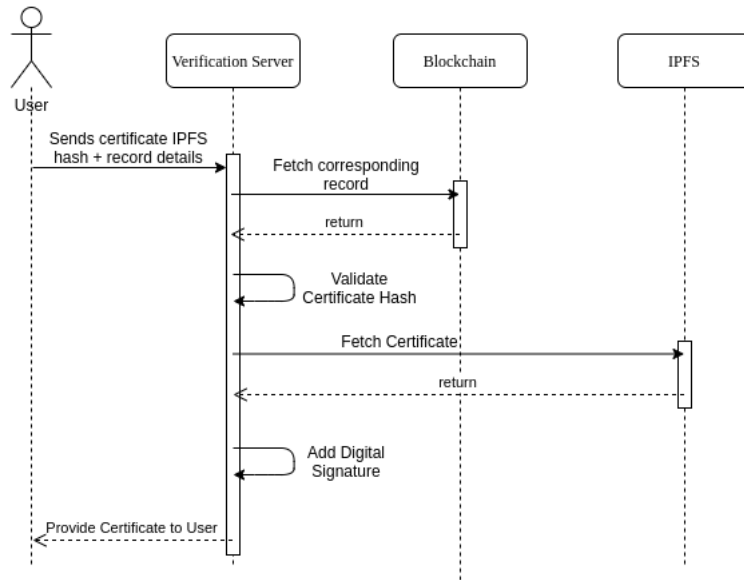 User
Verification Server
Blockchain
IPFS
Sends certificate IPFS
hash + record details
Fetch corresponding
record
return
Validate
Certificate Hash
Fetch Certificate
return
Add Digital
Signature
Provide Certificate to User